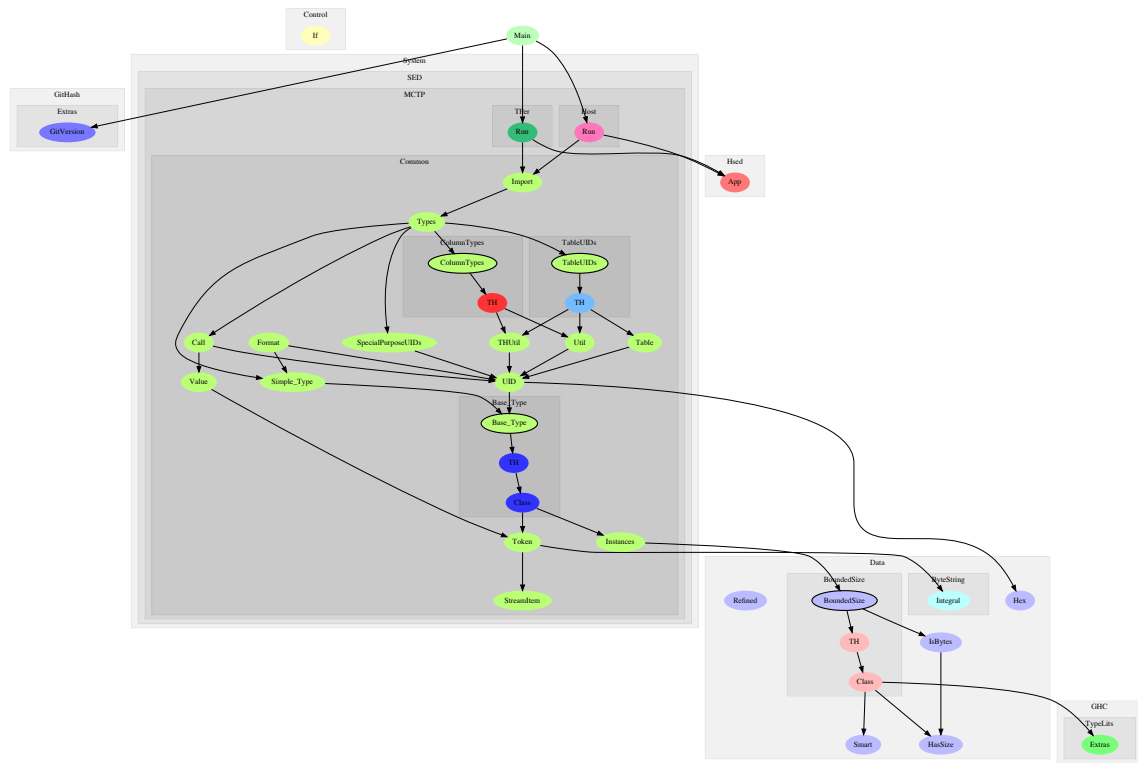 Control
If
Main
System
SED
GitHash
MCTP
Extras
TPer
Host
GitVersion
Run
Run
Common
Hsed
Import
App
Types
ColumnTypes
TableUIDs
ColumnTypes
TableUIDs
TH
TH
Call
Format
SpecialPurposeUIDs
THUtil
Util
Table
Value
Simple_Type
UID
Base_Type
Base_Type
TH
Class
Token
Instances
Data
BoundedSize
ByteString
StreamItem
Refined
BoundedSize
Integral
Hex
TH
IsBytes
Class
GHC
TypeLits
Smart
HasSize
Extras